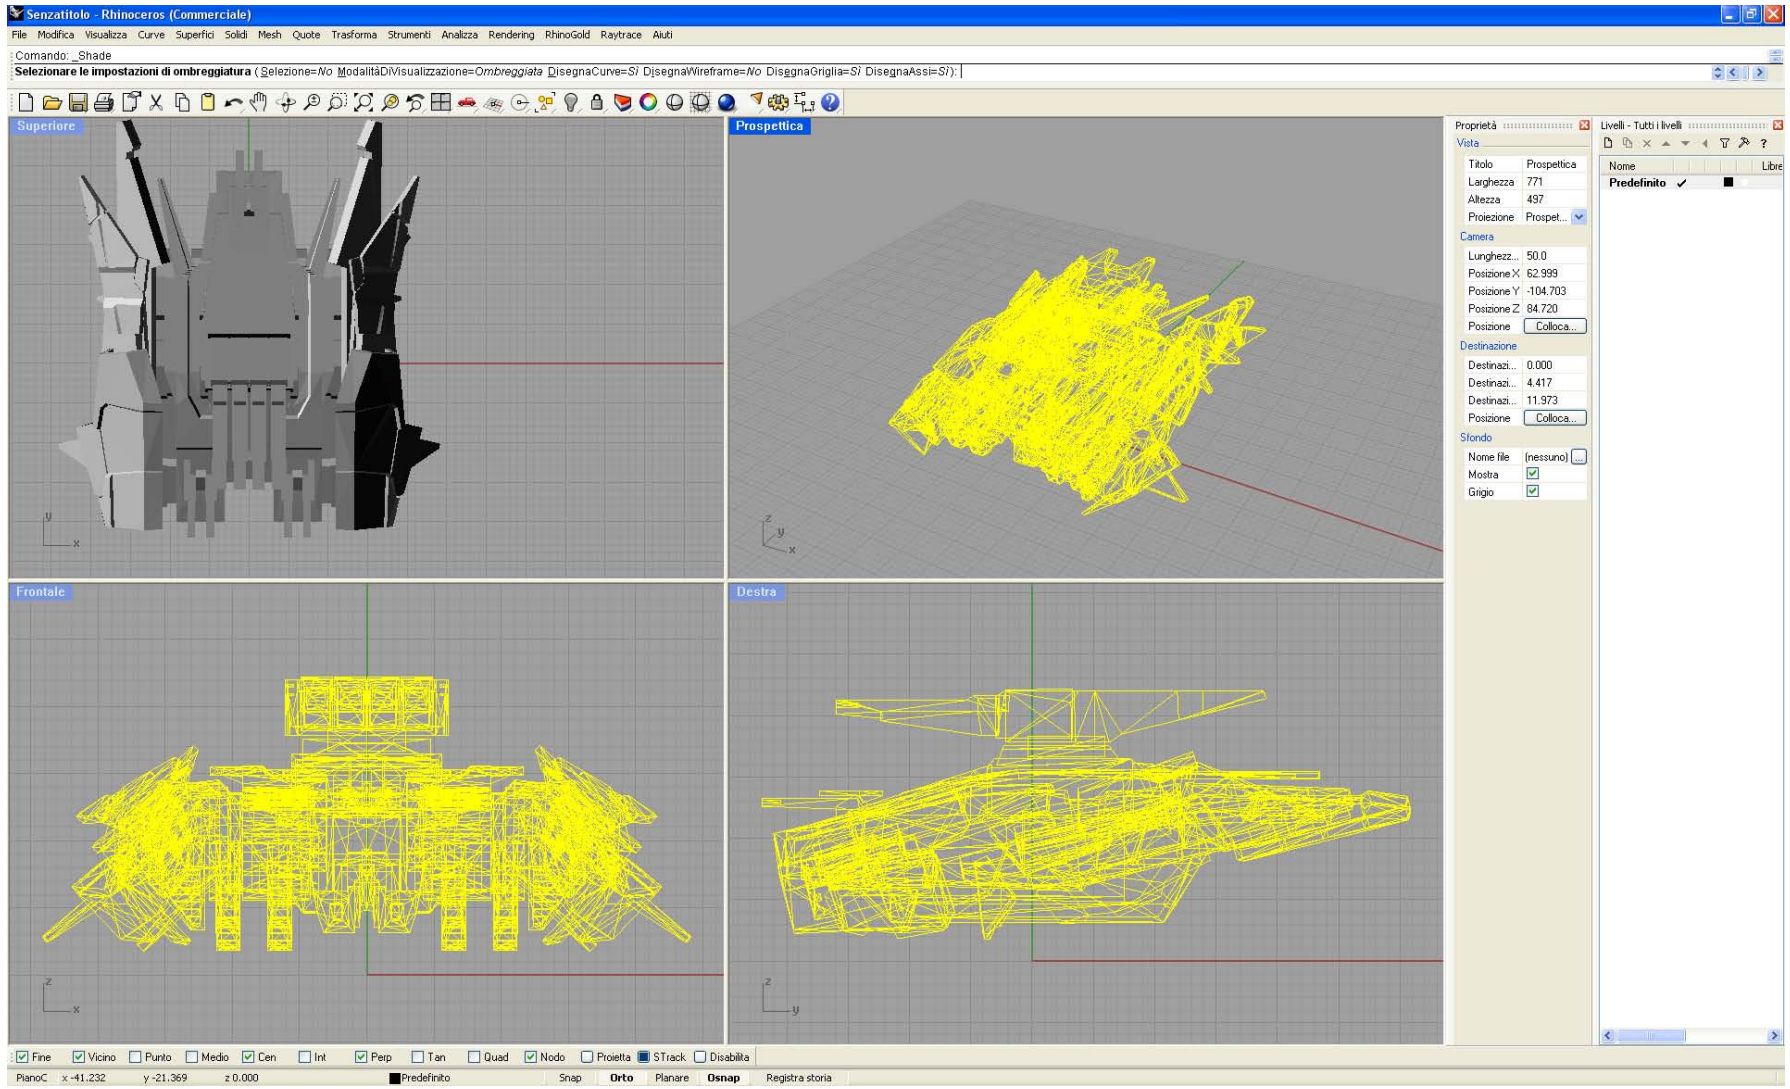 Senzatitolo - Rhinoceros (Commerciale)
File Modifica Visualizza Curve Superfici Solidi Mesh Quote Trasforma Strumenti Analizza Rendering RhinoGold Raytrace Aiuti
Comando: _Shade
Selezionare le impostazioni di ombreggiatura ( Selezione=No ModalitàDiVisualizzazione=Ombreggiata DisegnaCurve=Sì DisegnaWireframe=No DisegnaGriglia=Sì DisegnaAssi=Sì):
Superiore
y
x
Prospettica
z
y
x
Frontale
z
x
Destra
z
y
Proprietà
Vista
Titolo Prospettica
Larghezza 771
Altezza 497
Proiezione Prospet...
Camera
Lunghezz... 50.0
Posizione X 62.999
Posizione Y -104.703
Posizione Z 84.720
Posizione Colloca...
Destinazione
Destinazi... 0.000
Destinazi... 4.417
Destinazi... 11.973
Posizione Colloca...
Sfondo
Nome file (nessuno) ...
Mostra
Grigio
Livelli - Tutti i livelli
Nome Libre
Predefinito
Fine Vicino Punto Medio Cen Int Perp Tan Quad Nodo Proietta STrack Disabilita
PianoC x -41.232 y -21.369 z 0.000 Predefinito Snap Orto Planare Osnap Registra storia